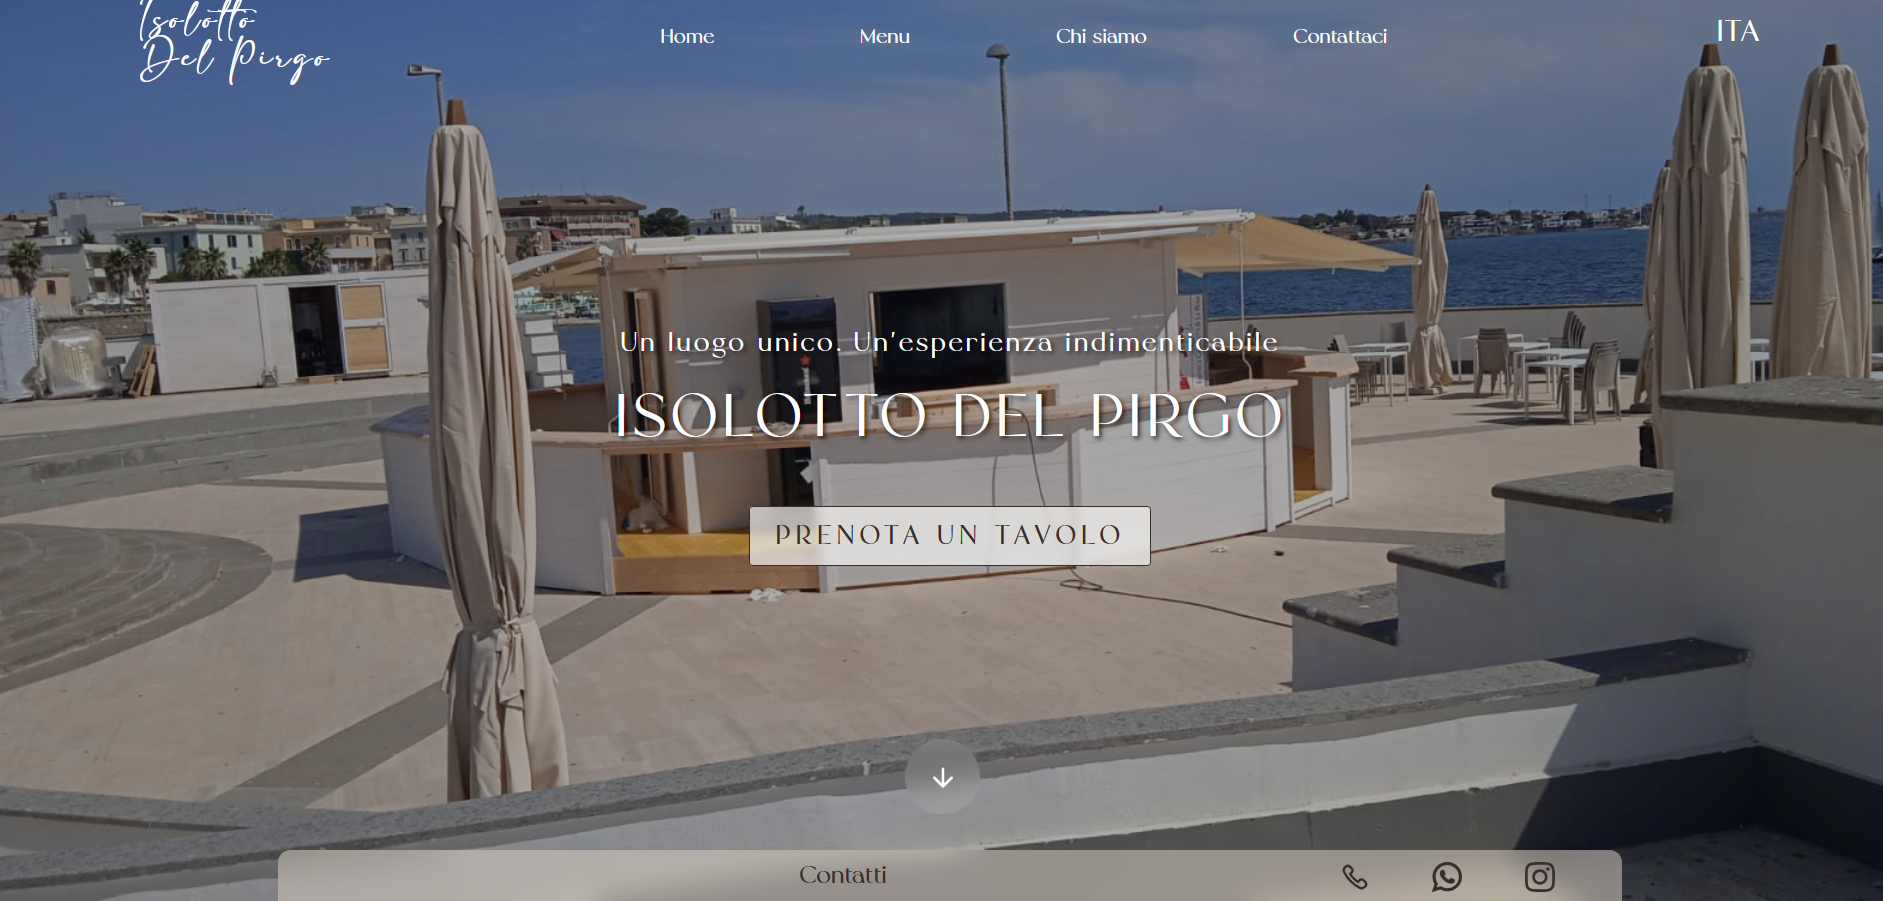 Isolotto
Del Pirgo
Home
Menu
Chi siamo
Contattaci
ITA
Un luogo unico. Un'esperienza indimenticabile
ISOLOTTO DEL PIRGO
PRENOTA UN TAVOLO
Contatti